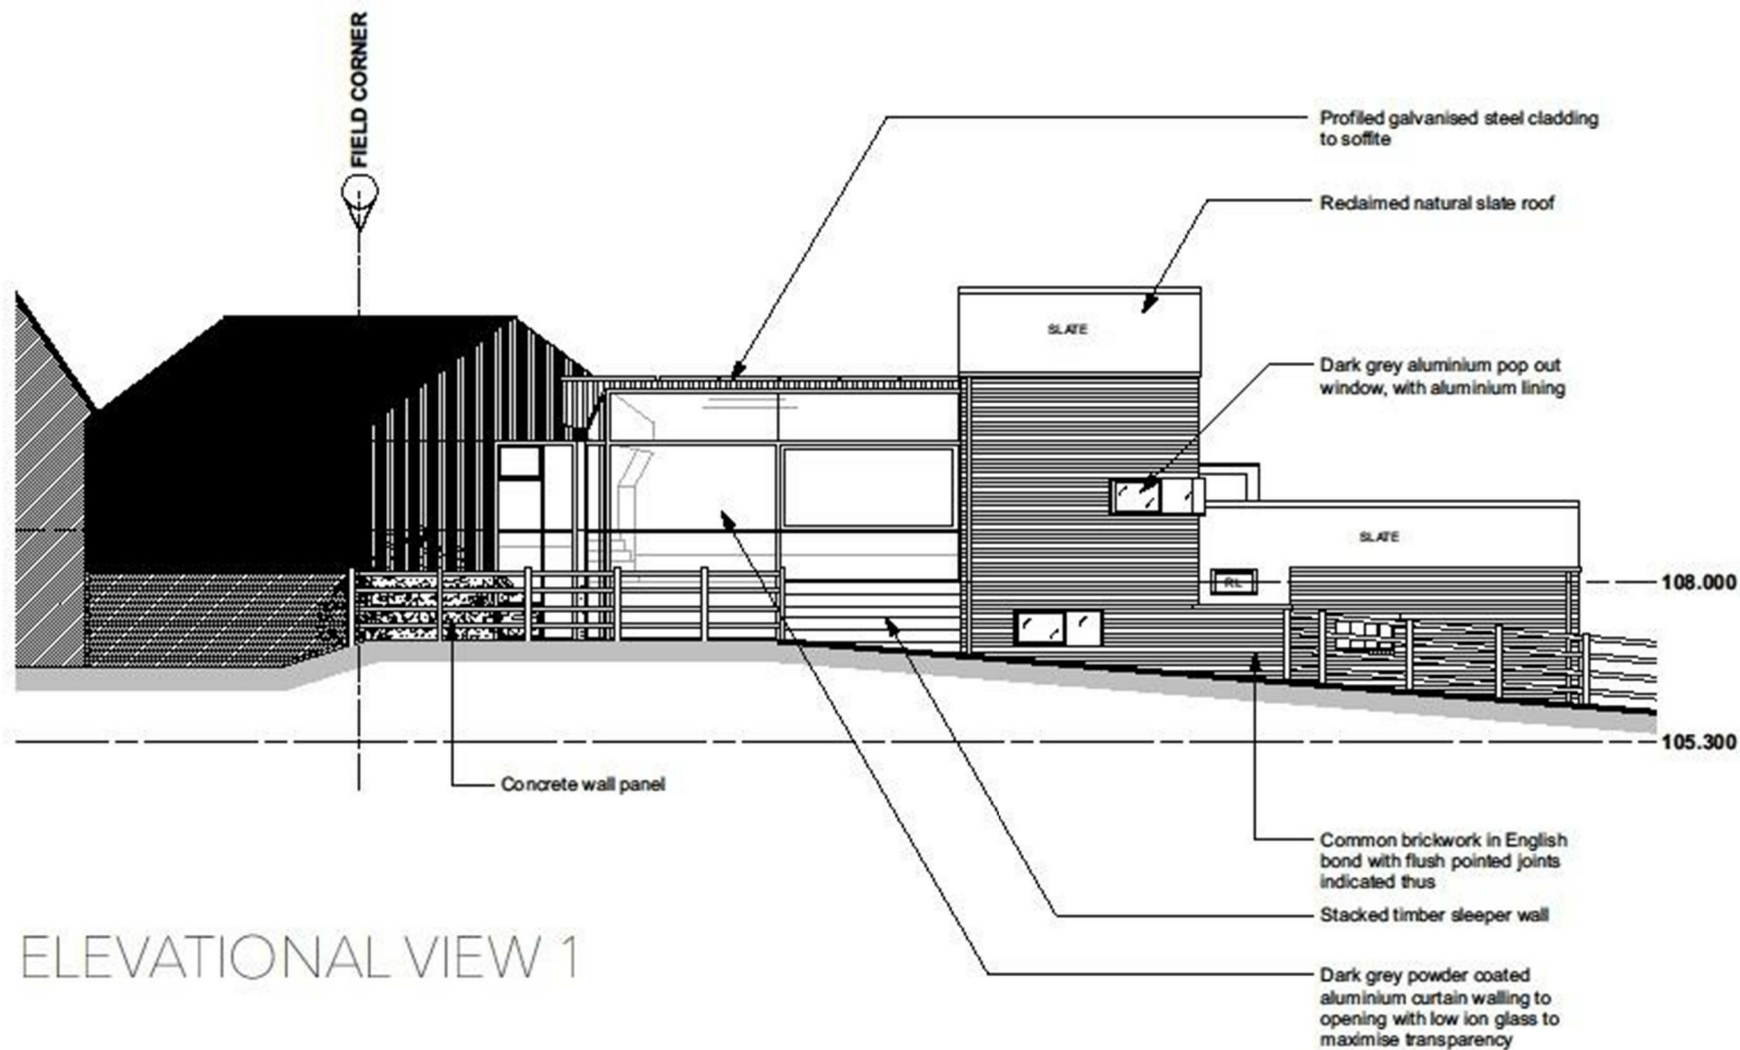 FIELD CORNER
Profiled galvanised steel cladding
to soffite
Reclaimed natural slate roof
SLATE
Dark grey aluminium pop out
window, with aluminium lining
SLATE
RL
108.000
105.300
Concrete wall panel
Common brickwork in English
bond with flush pointed joints
indicated thus
Stacked timber sleeper wall
Dark grey powder coated
aluminium curtain walling to
opening with low ion glass to
maximise transparency
ELEVATIONAL VIEW 1